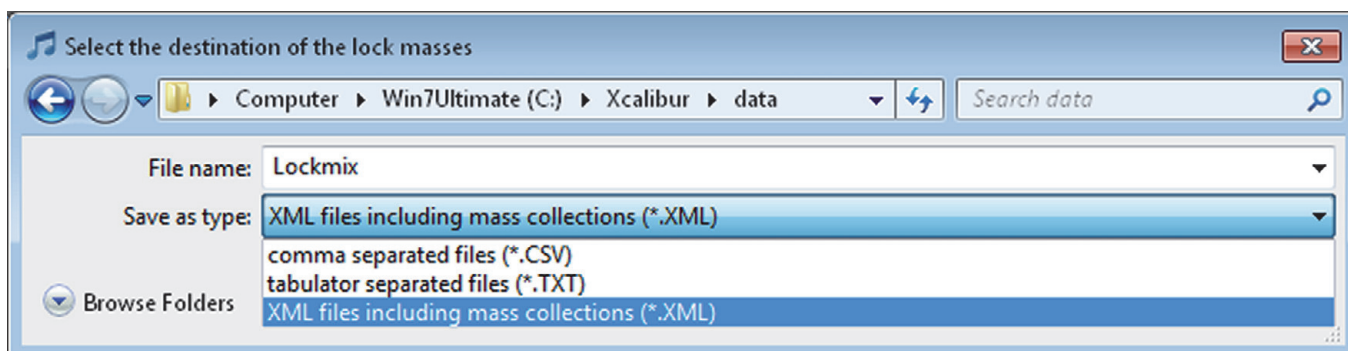 Select the destination of the lock masses
Computer Win7Ultimate (C:) Xcalibur data Search data
File name: Lockmix
Save as type: XML files including mass collections (*.XML)
comma separated files (*.CSV)
tabulator separated files (*.TXT)
Browse Folders XML files including mass collections (*.XML)